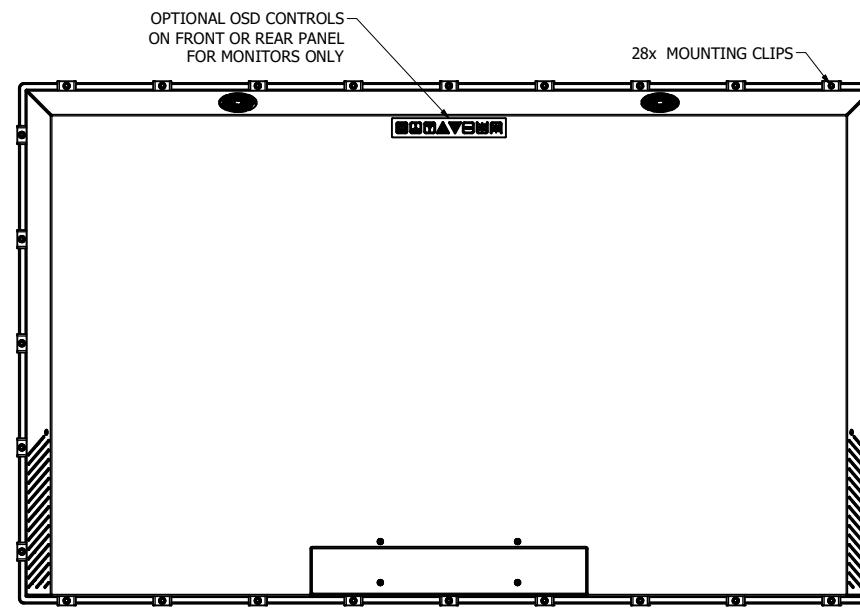 OPTIONAL OSD CONTROLS
ON FRONT OR REAR PANEL
FOR MONITORS ONLY
28x MOUNTING CLIPS